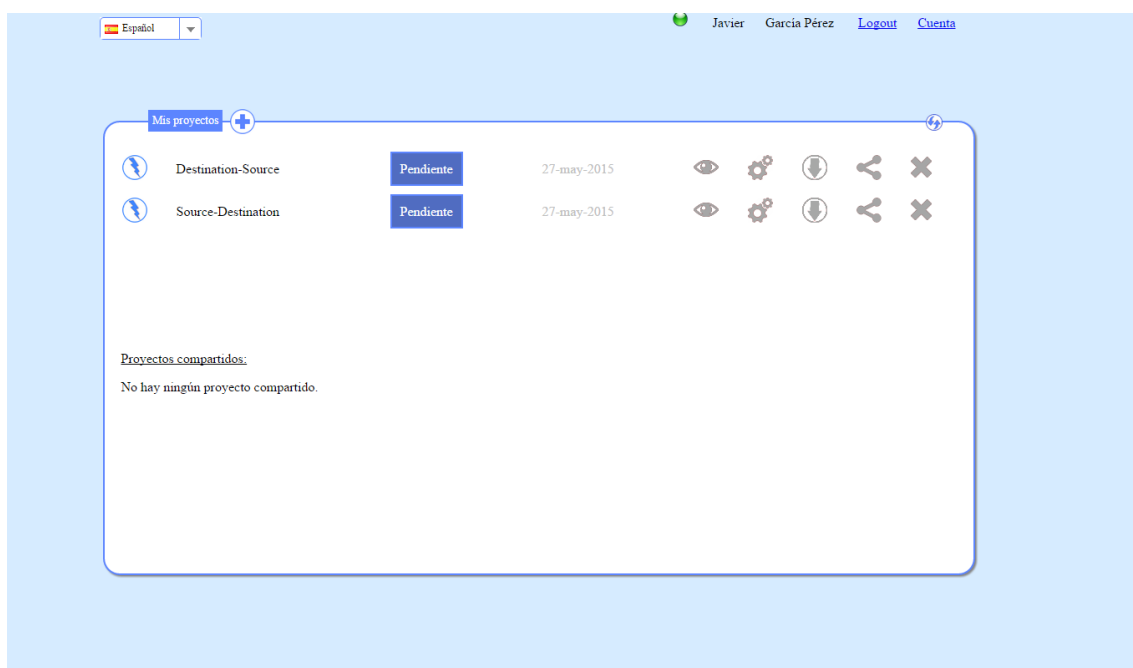 Español
Javier García Pérez Logout Cuenta
Mis proyectos
Destination-Source Pendiente 27-may-2015
Source-Destination Pendiente 27-may-2015
Proyectos compartidos:
No hay ningún proyecto compartido.